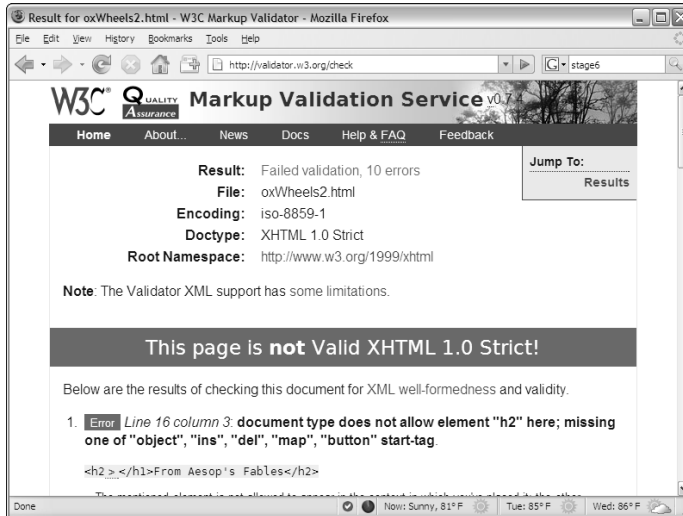 Result for oxWheels2.html - W3C Markup Validator - Mozilla Firefox
File Edit View History Bookmarks Tools Help
http://validator.w3.org/check
G stage6
W3C® QUALITY ASSURANCE Markup Validation Service v0.7.4
Home About... News Docs Help & FAQ Feedback
Jump To:
Results
Result: Failed validation, 10 errors
File: oxWheels2.html
Encoding: iso-8859-1
Doctype: XHTML 1.0 Strict
Root Namespace: http://www.w3.org/1999/xhtml
Note: The Validator XML support has some limitations.
This page is not Valid XHTML 1.0 Strict!
Below are the results of checking this document for XML well-formedness and validity.
1. Error Line 16 column 3: document type does not allow element "h2" here; missing
one of "object", "ins", "del", "map", "button" start-tag.
<h2></h1>From Aesop's Fables</h2>
Done Now: Sunny, 81°F Tue: 85°F Wed: 86°F